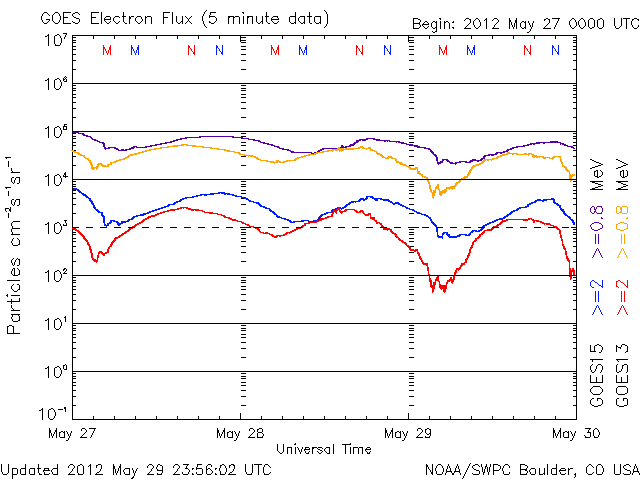 GOES Electron Flux (5 minute data)
Begin: 2012 May 27 0000 UTC
M M N N M M N N M M N N
10⁷
10⁶
10⁵
10⁴
10³
10²
10¹
10⁰
10⁻¹
Particles cm⁻²s⁻¹sr⁻¹
May 27 May 28 May 29 May 30
Universal Time
GOES15 >=2 >=0.8 MeV
GOES13 >=2 >=0.8 MeV
Updated 2012 May 29 23:56:02 UTC
NOAA/SWPC Boulder, CO USA